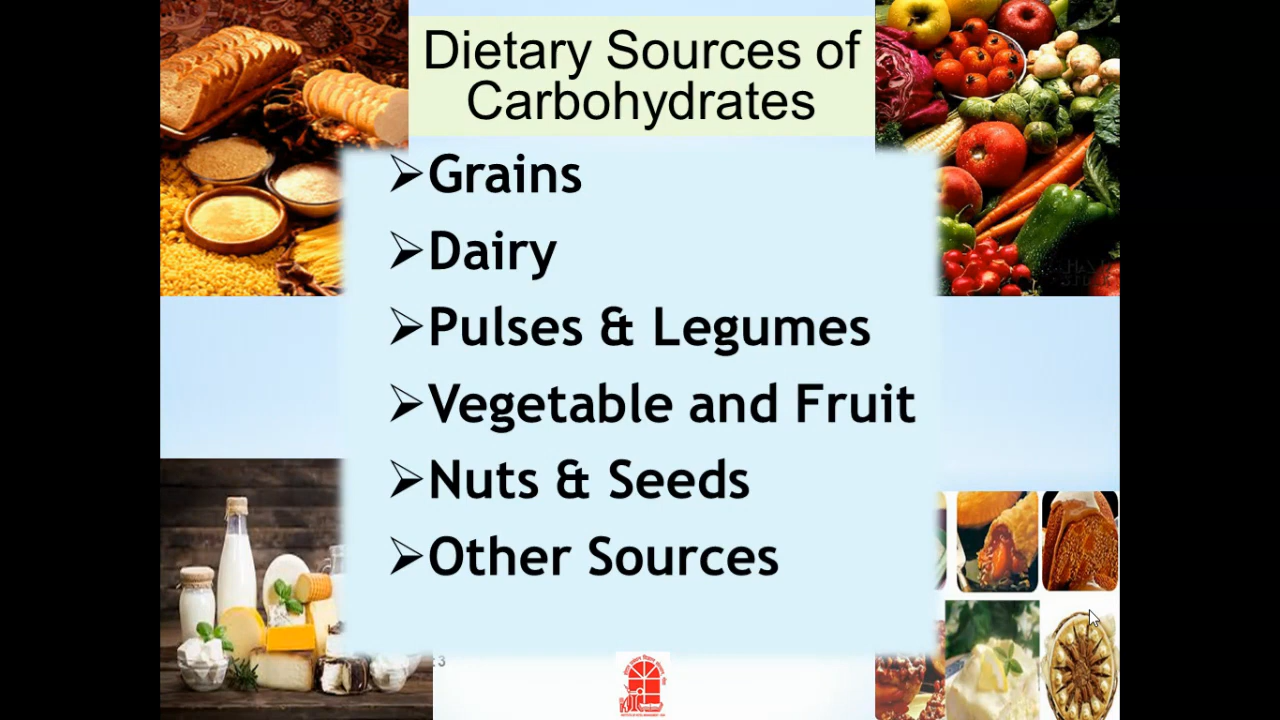 Dietary Sources of
Carbohydrates
➢Grains
➢Dairy
➢Pulses & Legumes
➢Vegetable and Fruit
➢Nuts & Seeds
➢Other Sources